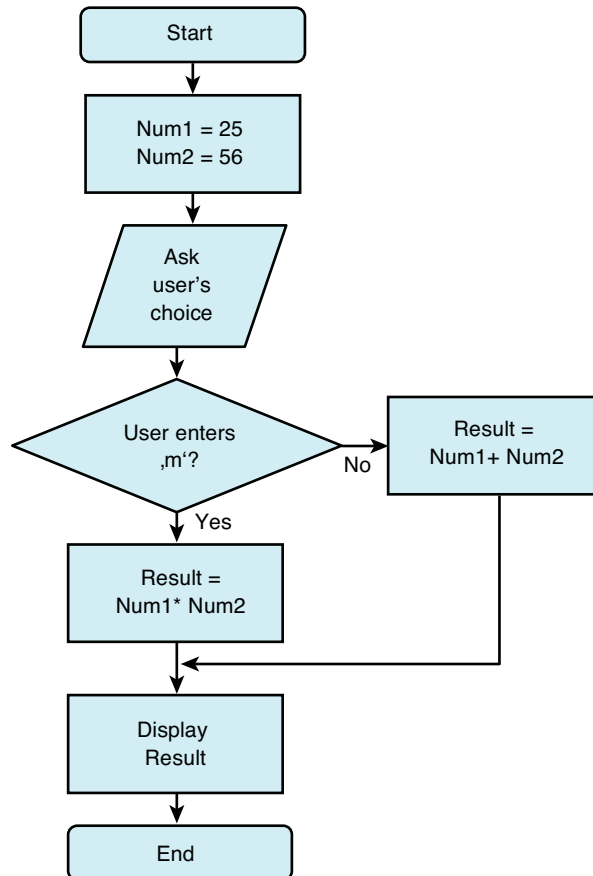 Start
Num1 = 25
Num2 = 56
Ask
user's
choice
User enters
‚m‘?
No
Result =
Num1+ Num2
Yes
Result =
Num1* Num2
Display
Result
End